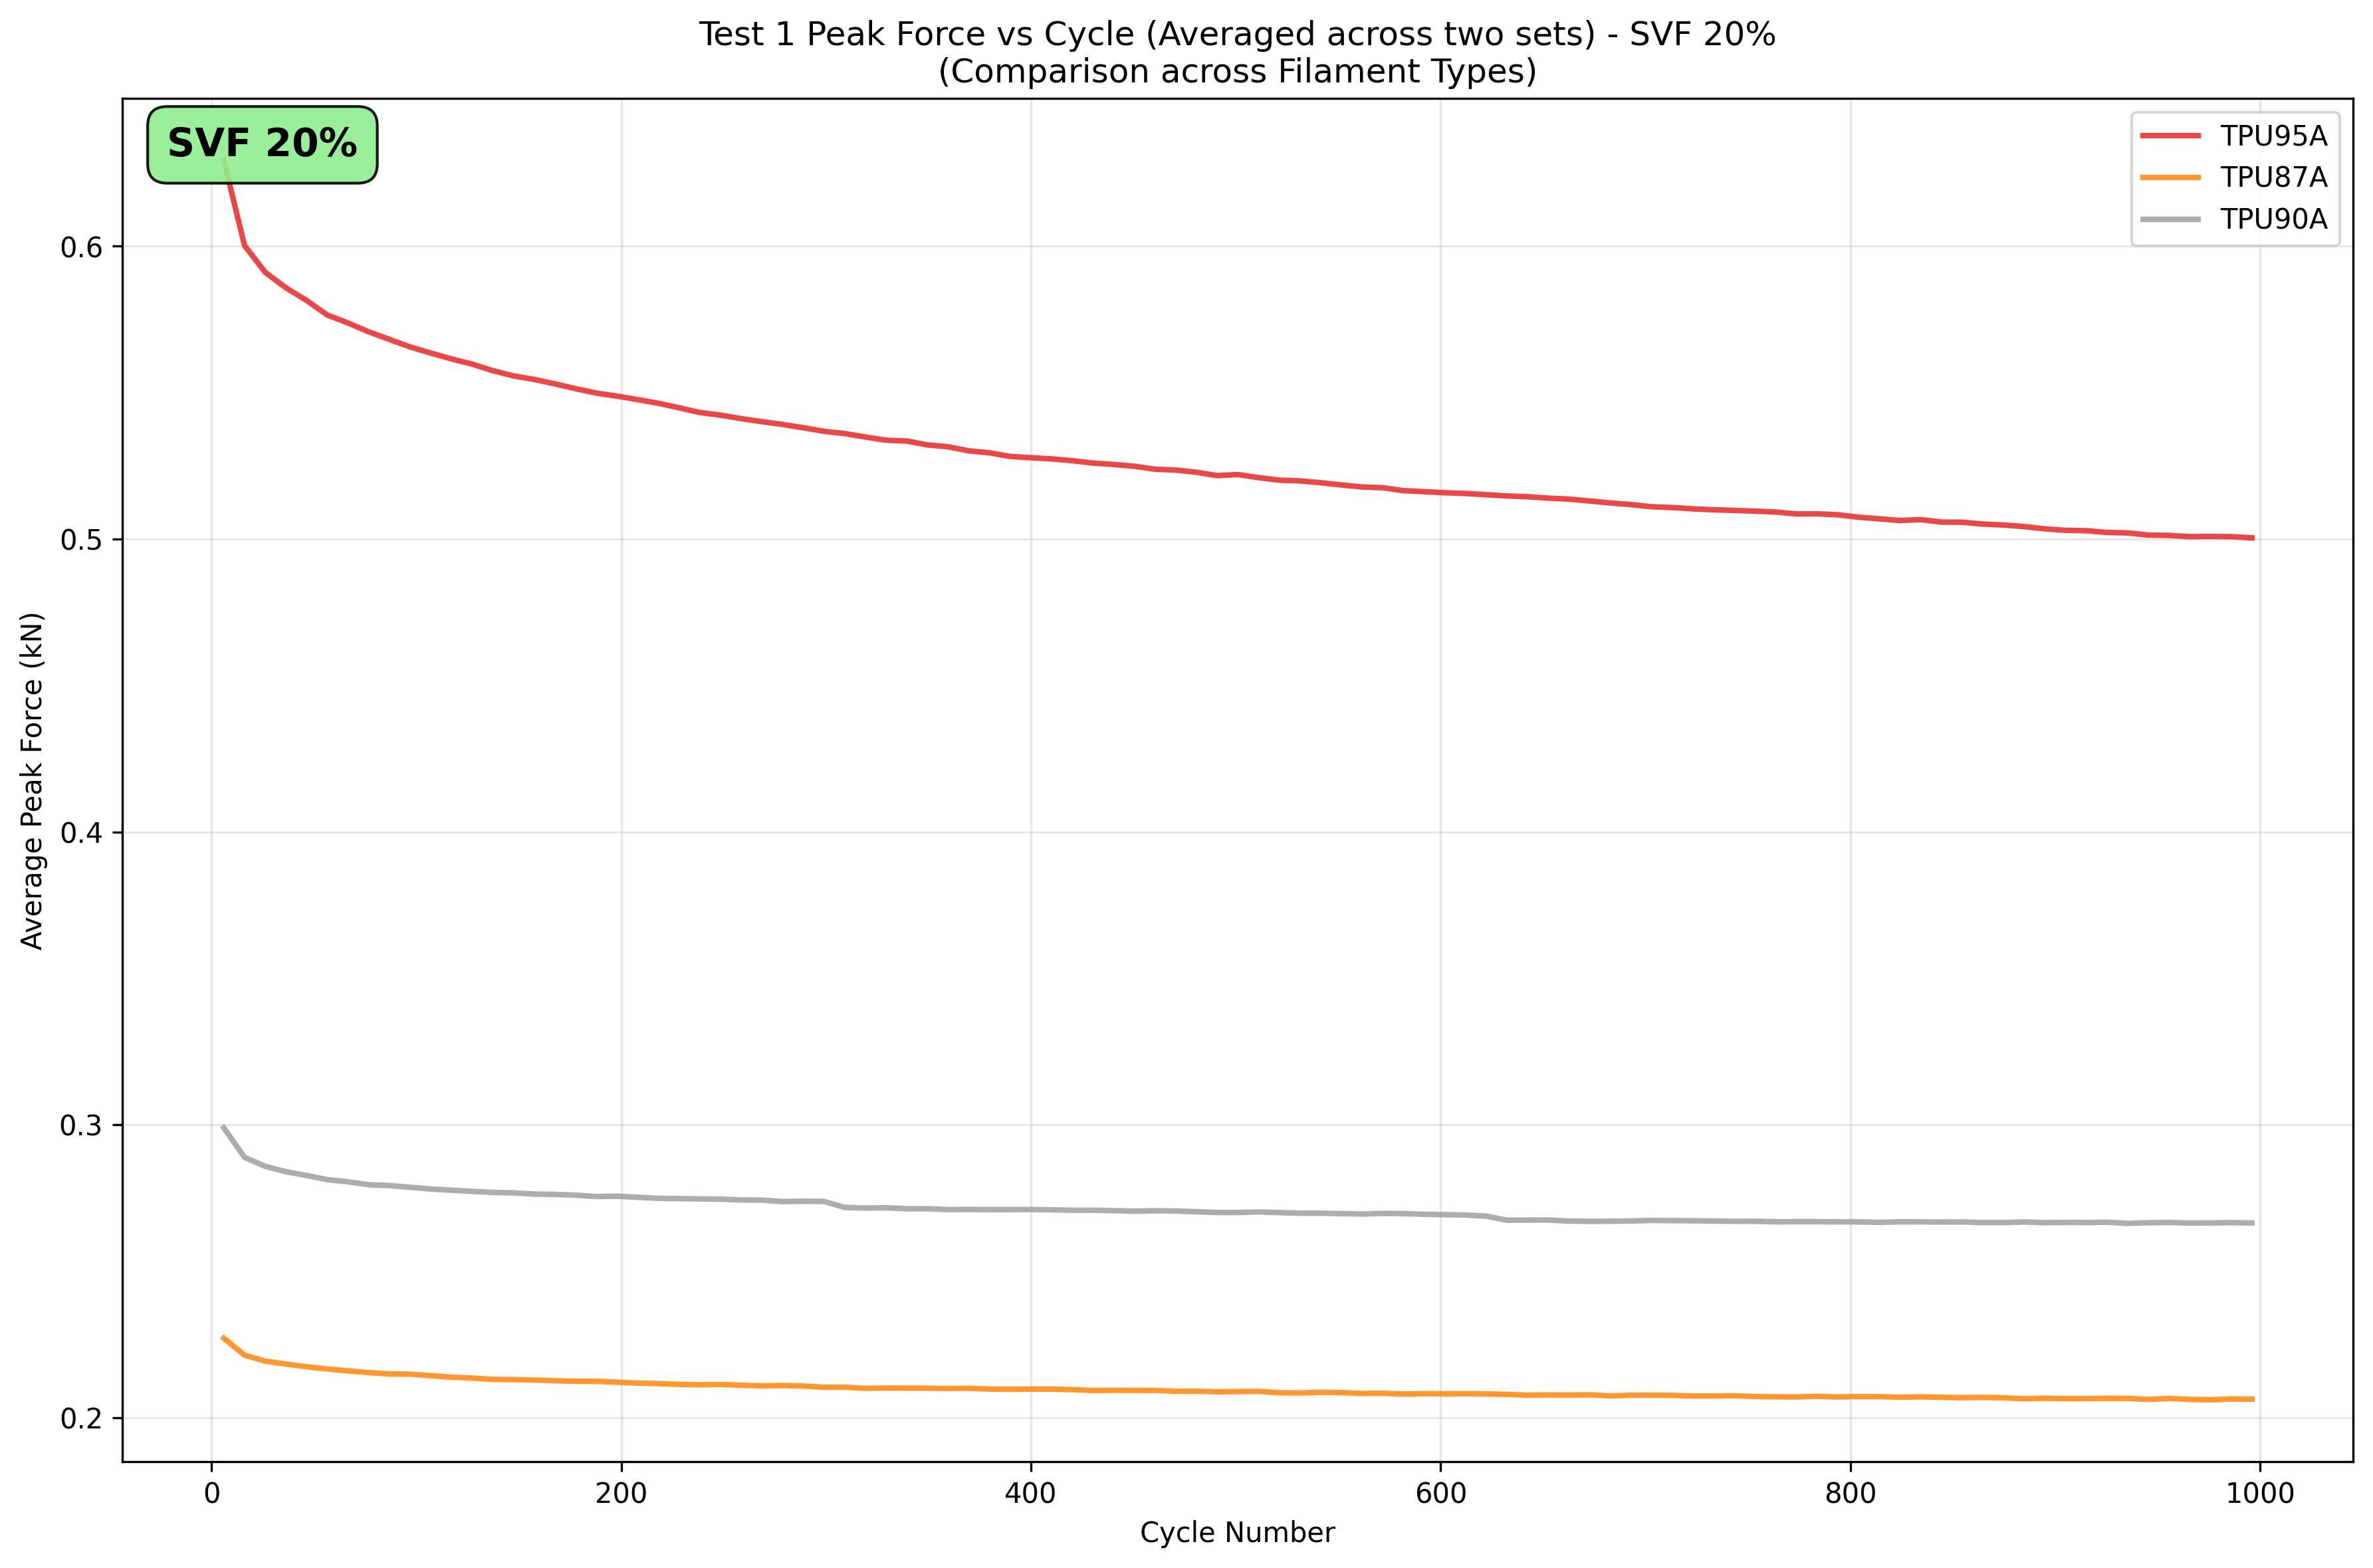 Test 1 Peak Force vs Cycle (Averaged across two sets) - SVF 20%
(Comparison across Filament Types)
SVF 20%
TPU95A
TPU87A
TPU90A
0.6
0.5
0.4
0.3
0.2
Average Peak Force (kN)
0 200 400 600 800 1000
Cycle Number